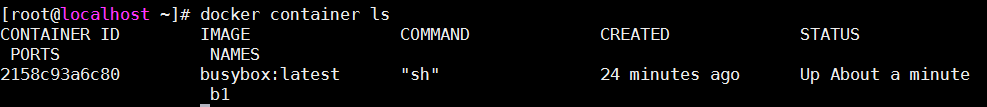 [root@localhost ~]# docker container ls
CONTAINER ID        IMAGE               COMMAND             CREATED             STATUS
 PORTS               NAMES
2158c93a6c80        busybox:latest      "sh"                24 minutes ago      Up About a minute
                     b1